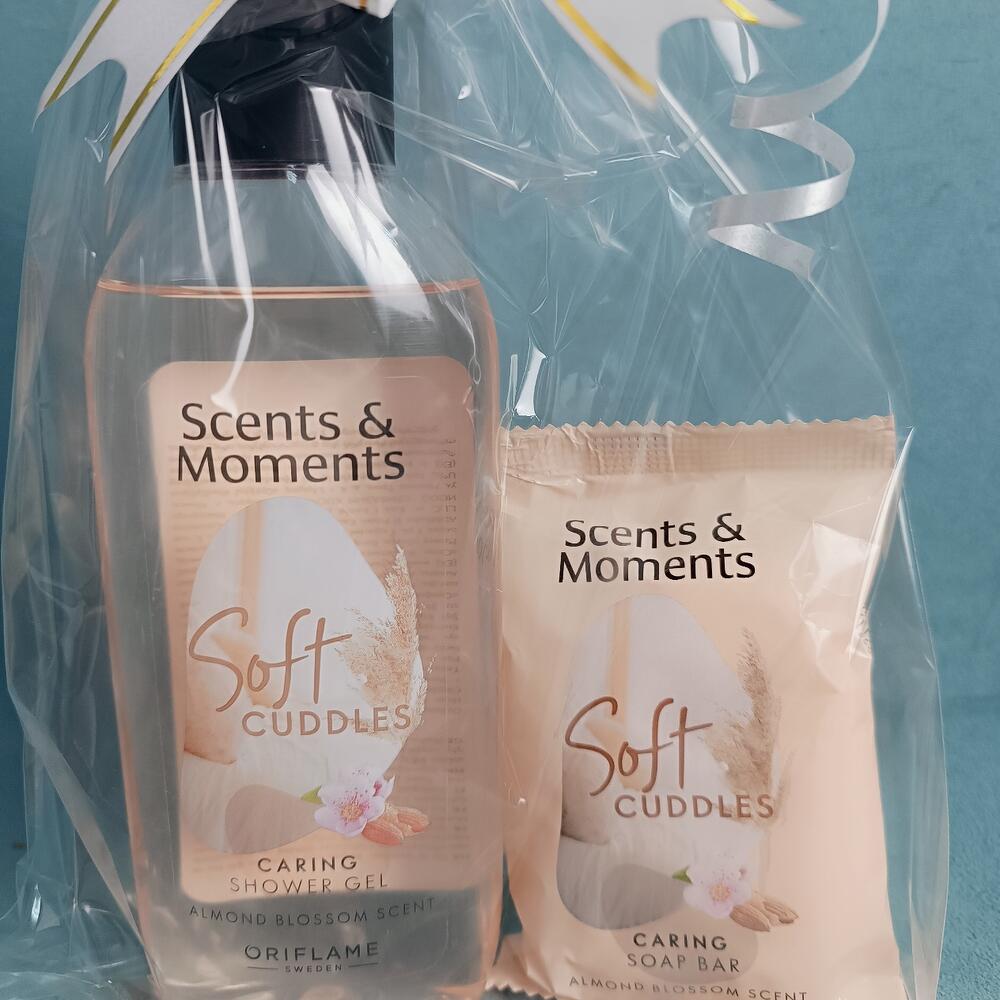 Scents &
Moments
Soft
CUDDLES
CARING
SHOWER GEL
ALMOND BLOSSOM SCENT
ORIFLAME
SWEDEN
Scents &
Moments
Soft
CUDDLES
CARING
SOAP BAR
ALMOND BLOSSOM SCENT